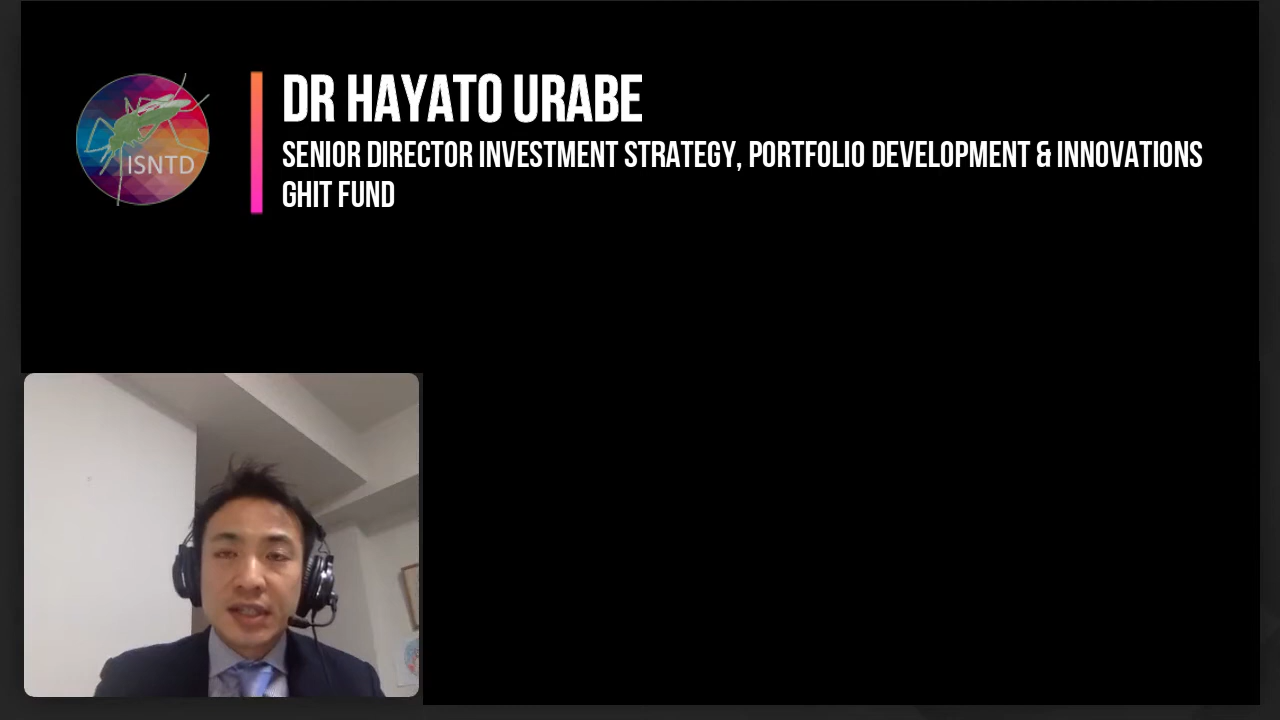 ISNTD
DR HAYATO URABE
SENIOR DIRECTOR INVESTMENT STRATEGY, PORTFOLIO DEVELOPMENT & INNOVATIONS
GHIT FUND